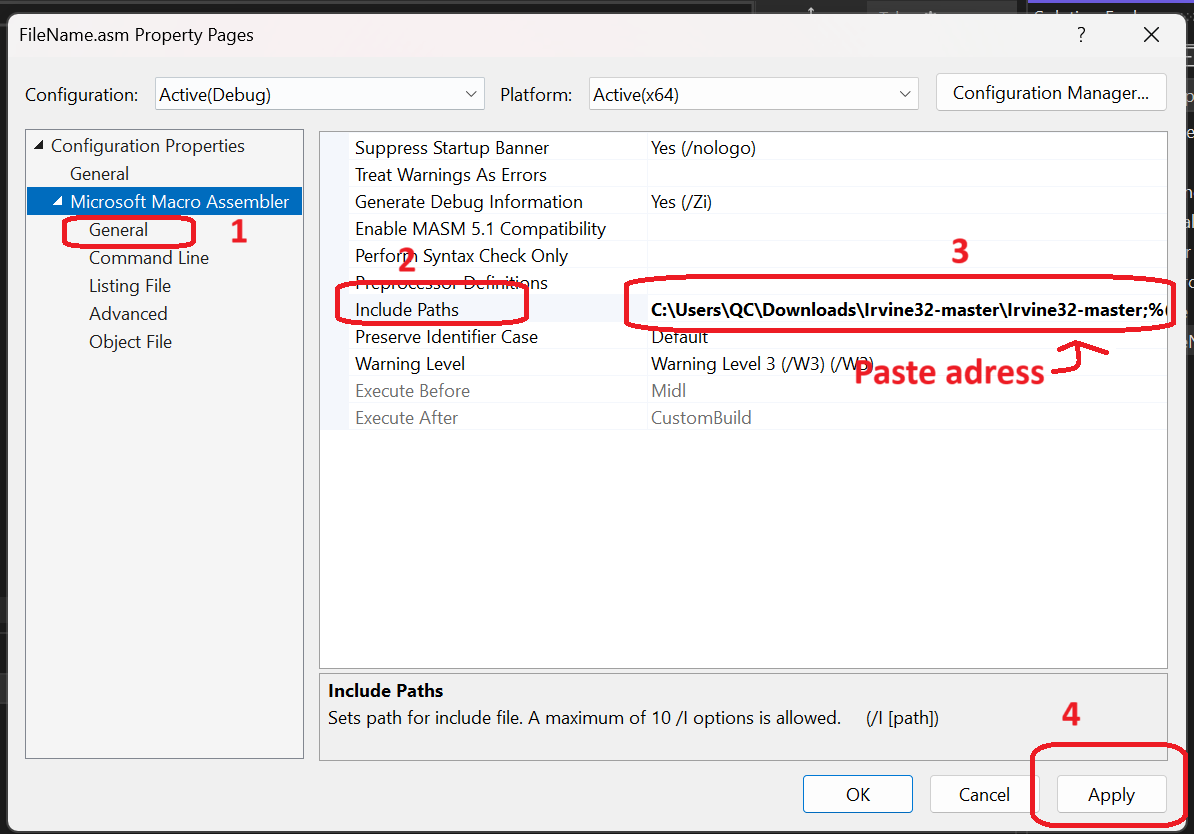 FileName.asm Property Pages ?
Configuration: Active(Debug) Platform: Active(x64) Configuration Manager...
Configuration Properties
General
Microsoft Macro Assembler
General 1
Command Line
Listing File
Advanced
Object File
Suppress Startup Banner Yes (/nologo)
Treat Warnings As Errors
Generate Debug Information Yes (/Zi)
Enable MASM 5.1 Compatibility
Perform Syntax Check Only
2 3
Preprocessor Definitions
Include Paths C:\Users\QC\Downloads\Irvine32-master\Irvine32-master;%(
Preserve Identifier Case Default
Warning Level Warning Level 3 (/W3) (/W3)
Paste adress
Execute Before Midl
Execute After CustomBuild
Include Paths
Sets path for include file. A maximum of 10 /I options is allowed. (/I [path])
4
OK Cancel Apply